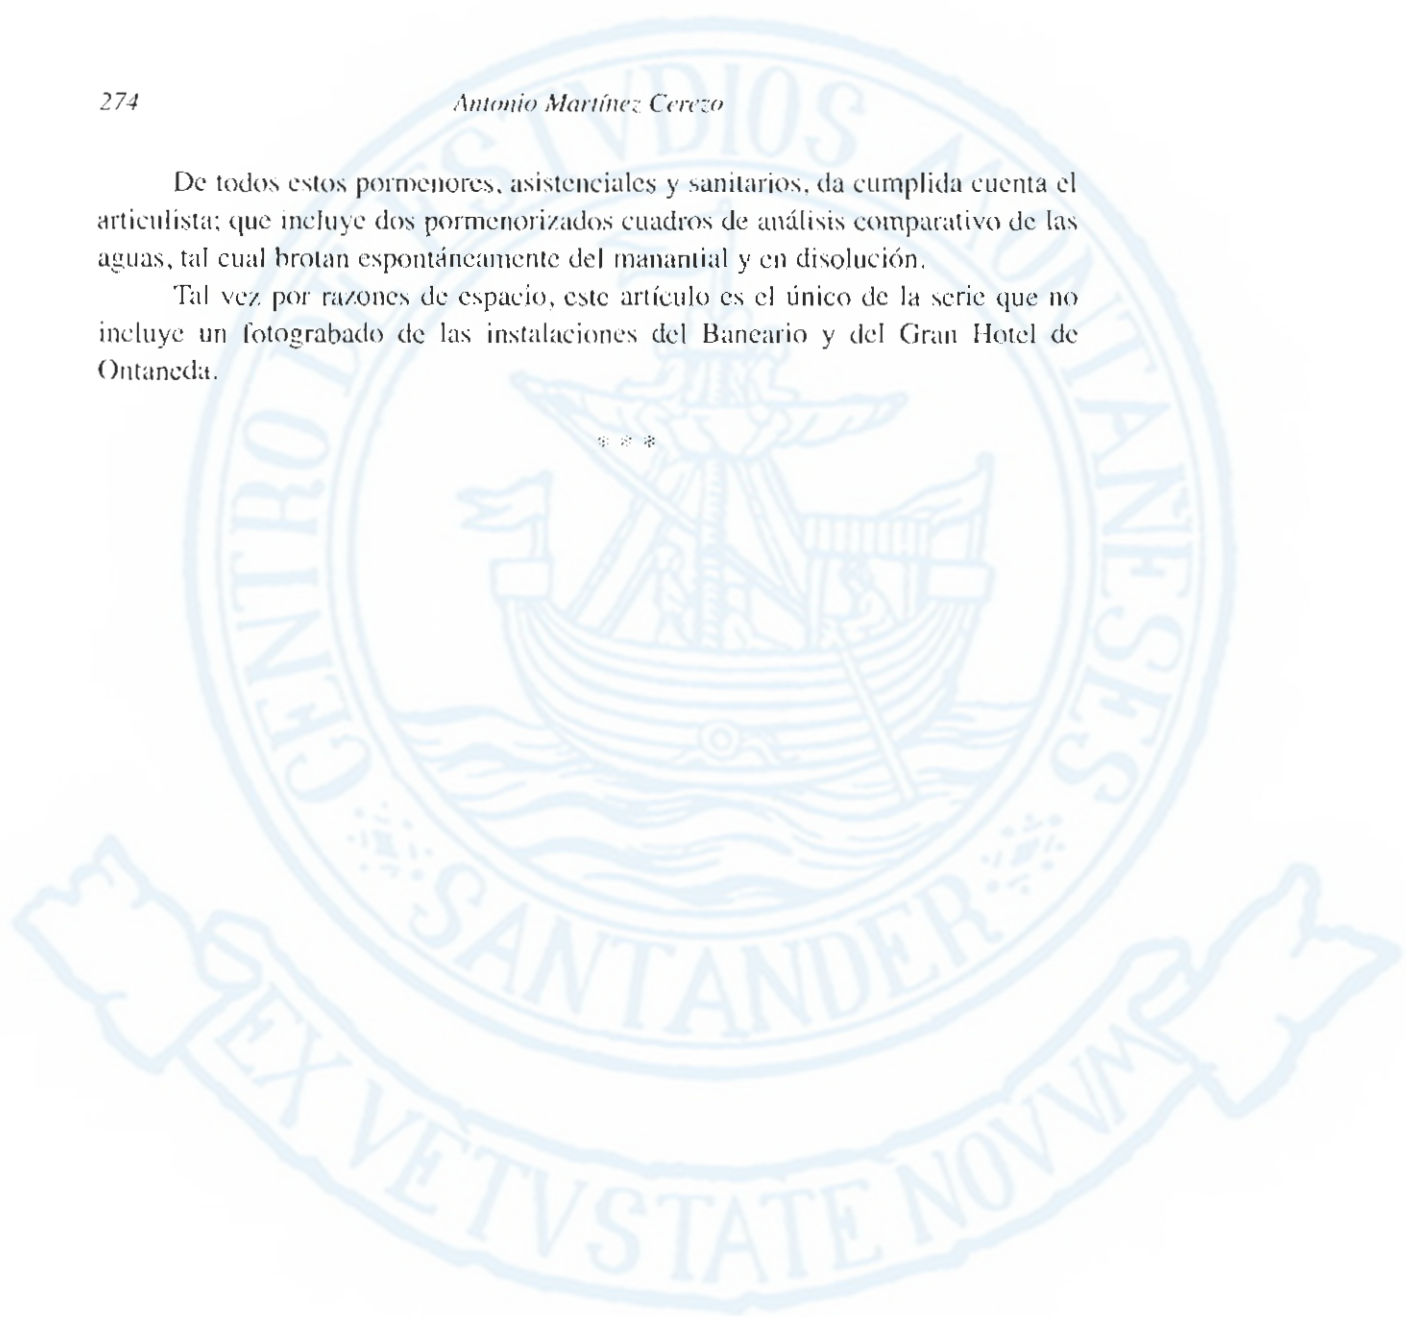 274
Antonio Martínez Cerezo
De todos estos pormenores, asistenciales y sanitarios, da cumplida cuenta el
articulista; que incluye dos pormenorizados cuadros de análisis comparativo de las
aguas, tal cual brotan espontáneamente del manantial y en disolución.
Tal vez por razones de espacio, este artículo es el único de la serie que no
incluye un fotograbado de las instalaciones del Baneario y del Gran Hotel de
Ontaneda.
* * *
CENTRO DE ESTVDIOS MONTAÑESES
SANTANDER
EX VETVSTATE NOVVM